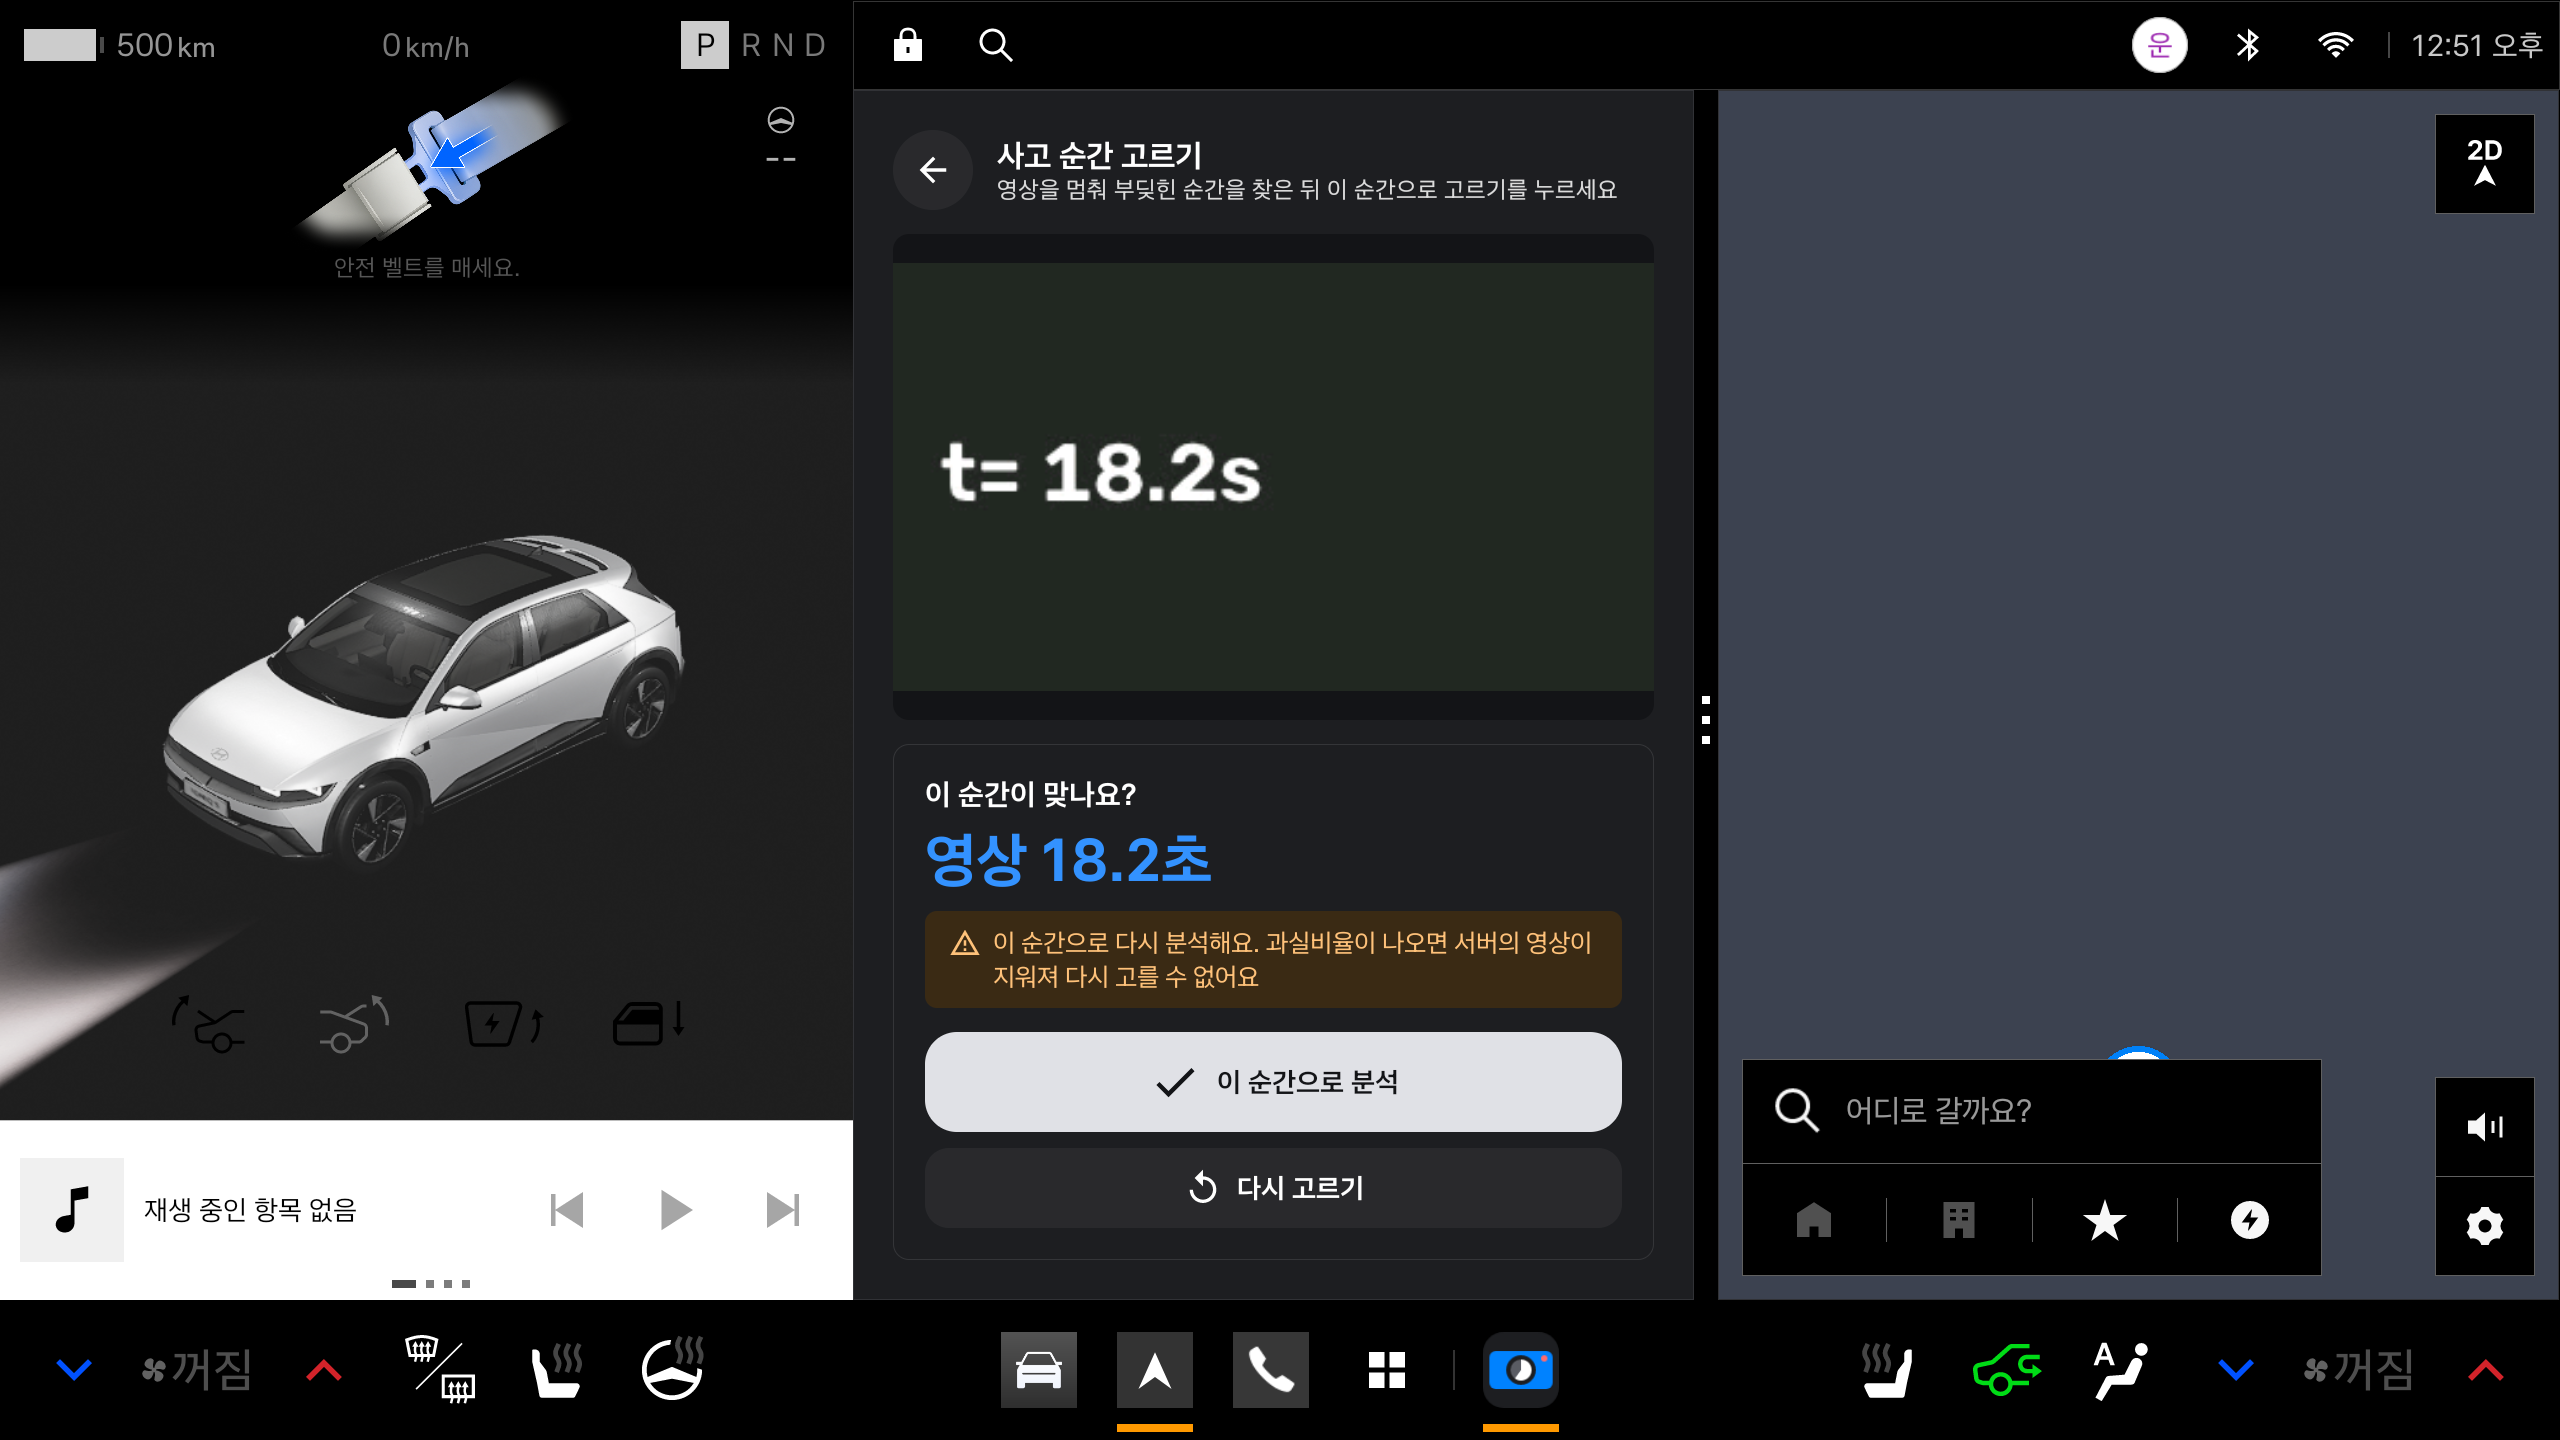 500 km
0 km/h
P R N D
12:51 오후
운
안전 벨트를 매세요.
--
사고 순간 고르기
영상을 멈춰 부딪힌 순간을 찾은 뒤 이 순간으로 고르기를 누르세요
2D
t= 18.2s
이 순간이 맞나요?
영상 18.2초
이 순간으로 다시 분석해요. 과실비율이 나오면 서버의 영상이
지워져 다시 고를 수 없어요
이 순간으로 분석
다시 고르기
어디로 갈까요?
재생 중인 항목 없음
꺼짐
A
꺼짐